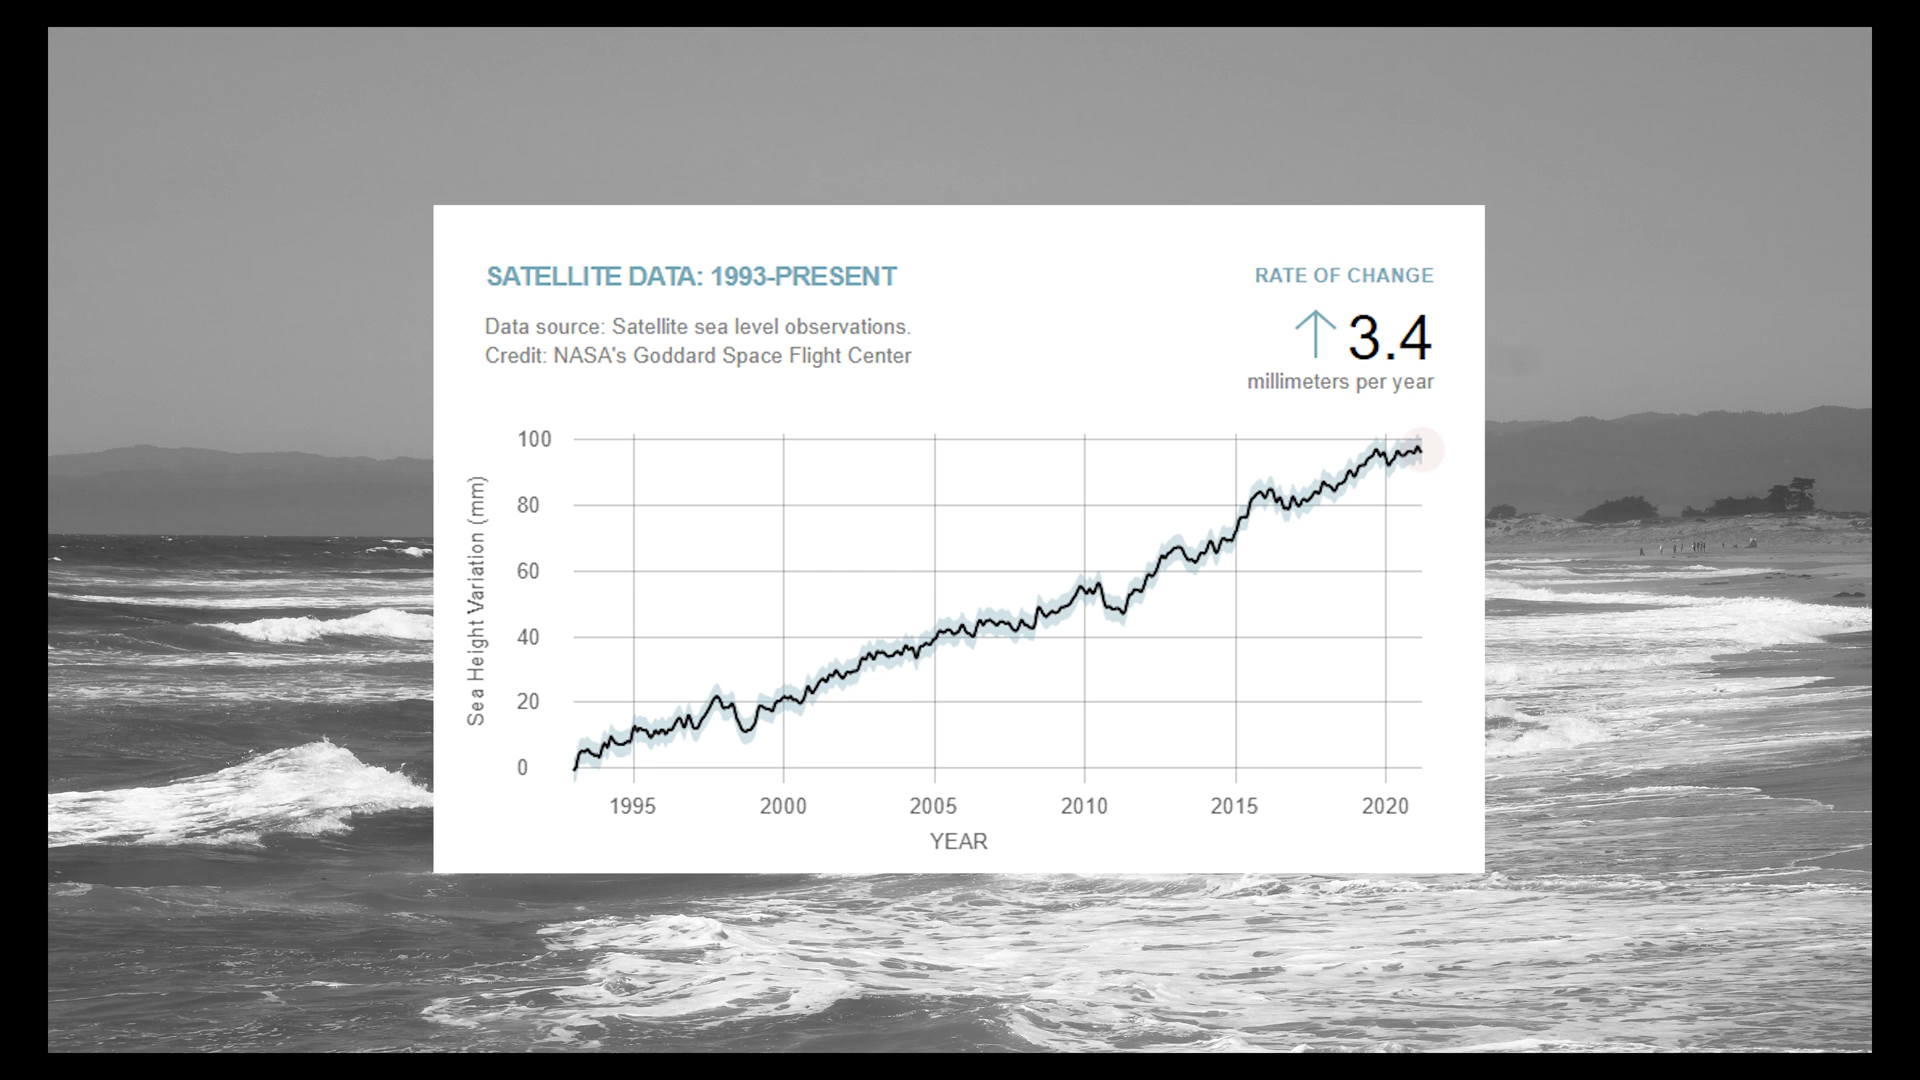 SATELLITE DATA: 1993-PRESENT
Data source: Satellite sea level observations.
Credit: NASA's Goddard Space Flight Center
RATE OF CHANGE
↑ 3.4
millimeters per year
Sea Height Variation (mm)
100
80
60
40
20
0
1995 2000 2005 2010 2015 2020
YEAR